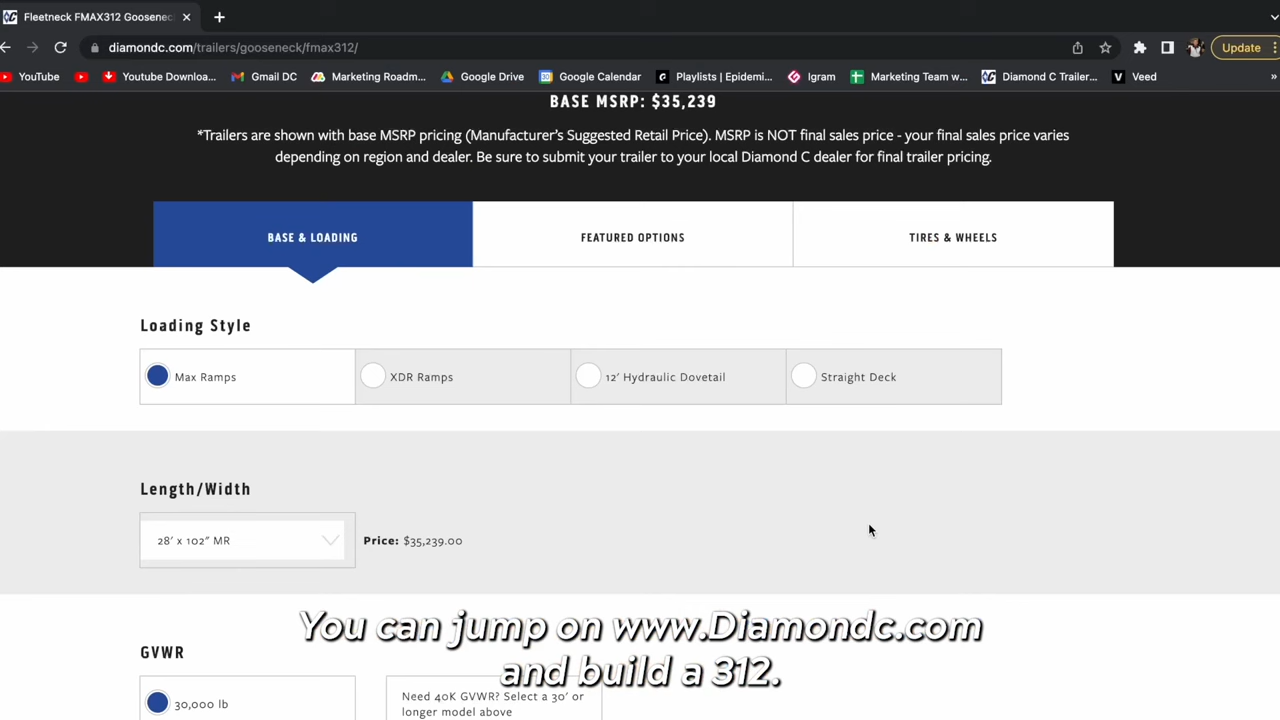 Fleetneck FMAX312 Goosenec
diamondc.com/trailers/gooseneck/fmax312/
Update
YouTube
Youtube Downloa...
Gmail DC
Marketing Roadm...
Google Drive
Google Calendar
Playlists | Epidemi...
Igram
Marketing Team w...
Diamond C Trailer...
Veed
»
BASE MSRP: $35,239
*Trailers are shown with base MSRP pricing (Manufacturer's Suggested Retail Price). MSRP is NOT final sales price - your final sales price varies
depending on region and dealer. Be sure to submit your trailer to your local Diamond C dealer for final trailer pricing.
BASE & LOADING
FEATURED OPTIONS
TIRES & WHEELS
Loading Style
Max Ramps
XDR Ramps
12' Hydraulic Dovetail
Straight Deck
Length/Width
28' x 102" MR
Price: $35,239.00
You can jump on www.Diamondc.com
and build a 312.
GVWR
30,000 lb
Need 40K GVWR? Select a 30' or
longer model above